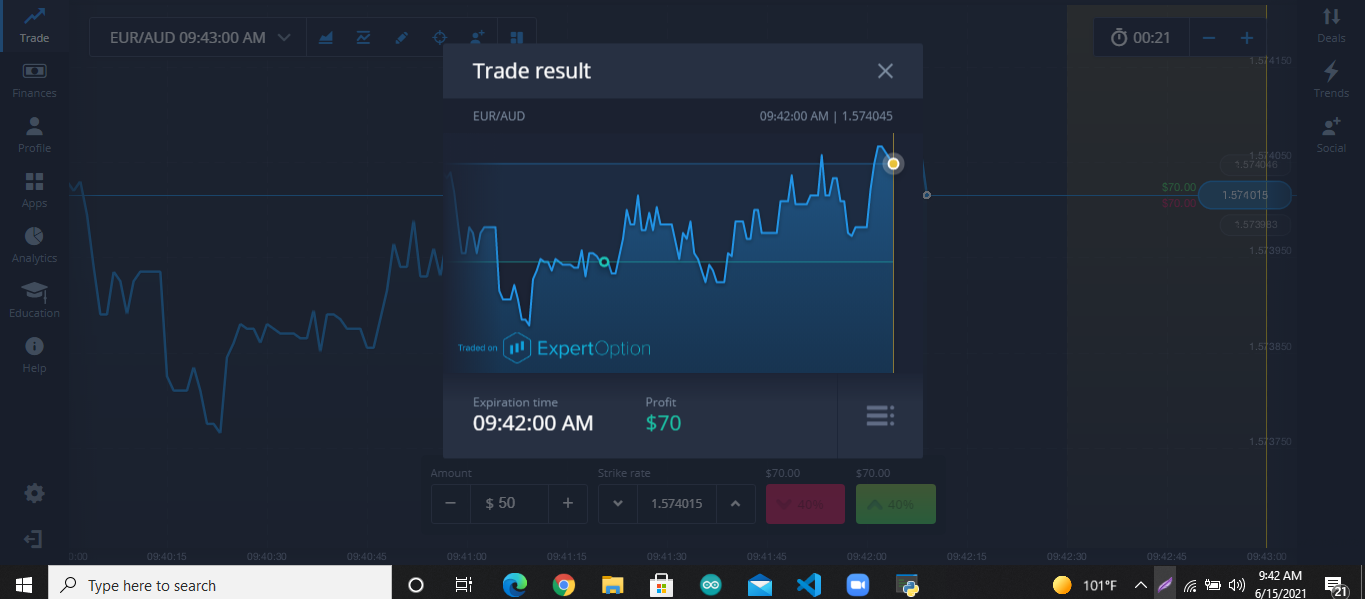 Trade
EUR/AUD 09:43:00 AM
00:21
Deals
Finances
Trends
Profile
Social
Apps
Analytics
Education
Help
Trade result
EUR/AUD
09:42:00 AM | 1.574045
Traded on
ExpertOption
Expiration time
09:42:00 AM
Profit
$70
1.574150
1.574050
1.574046
$70.00
$70.00
1.574015
1.573983
1.573950
1.573850
1.573750
Amount
Strike rate
$70.00
$70.00
$ 50
1.574015
40%
40%
09:40:15
09:40:30
09:40:45
09:41:00
09:41:15
09:41:30
09:41:45
09:42:00
09:42:15
09:42:30
09:42:45
09:43:00
Type here to search
101°F
9:42 AM
6/15/2021
21